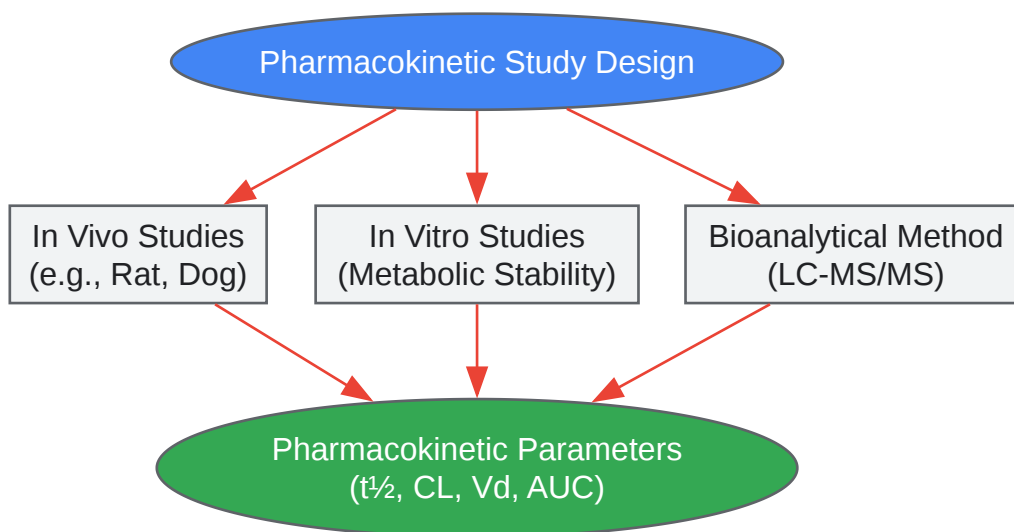 Pharmacokinetic Study Design
In Vivo Studies
(e.g., Rat, Dog)
In Vitro Studies
(Metabolic Stability)
Bioanalytical Method
(LC-MS/MS)
Pharmacokinetic Parameters
(t½, CL, Vd, AUC)